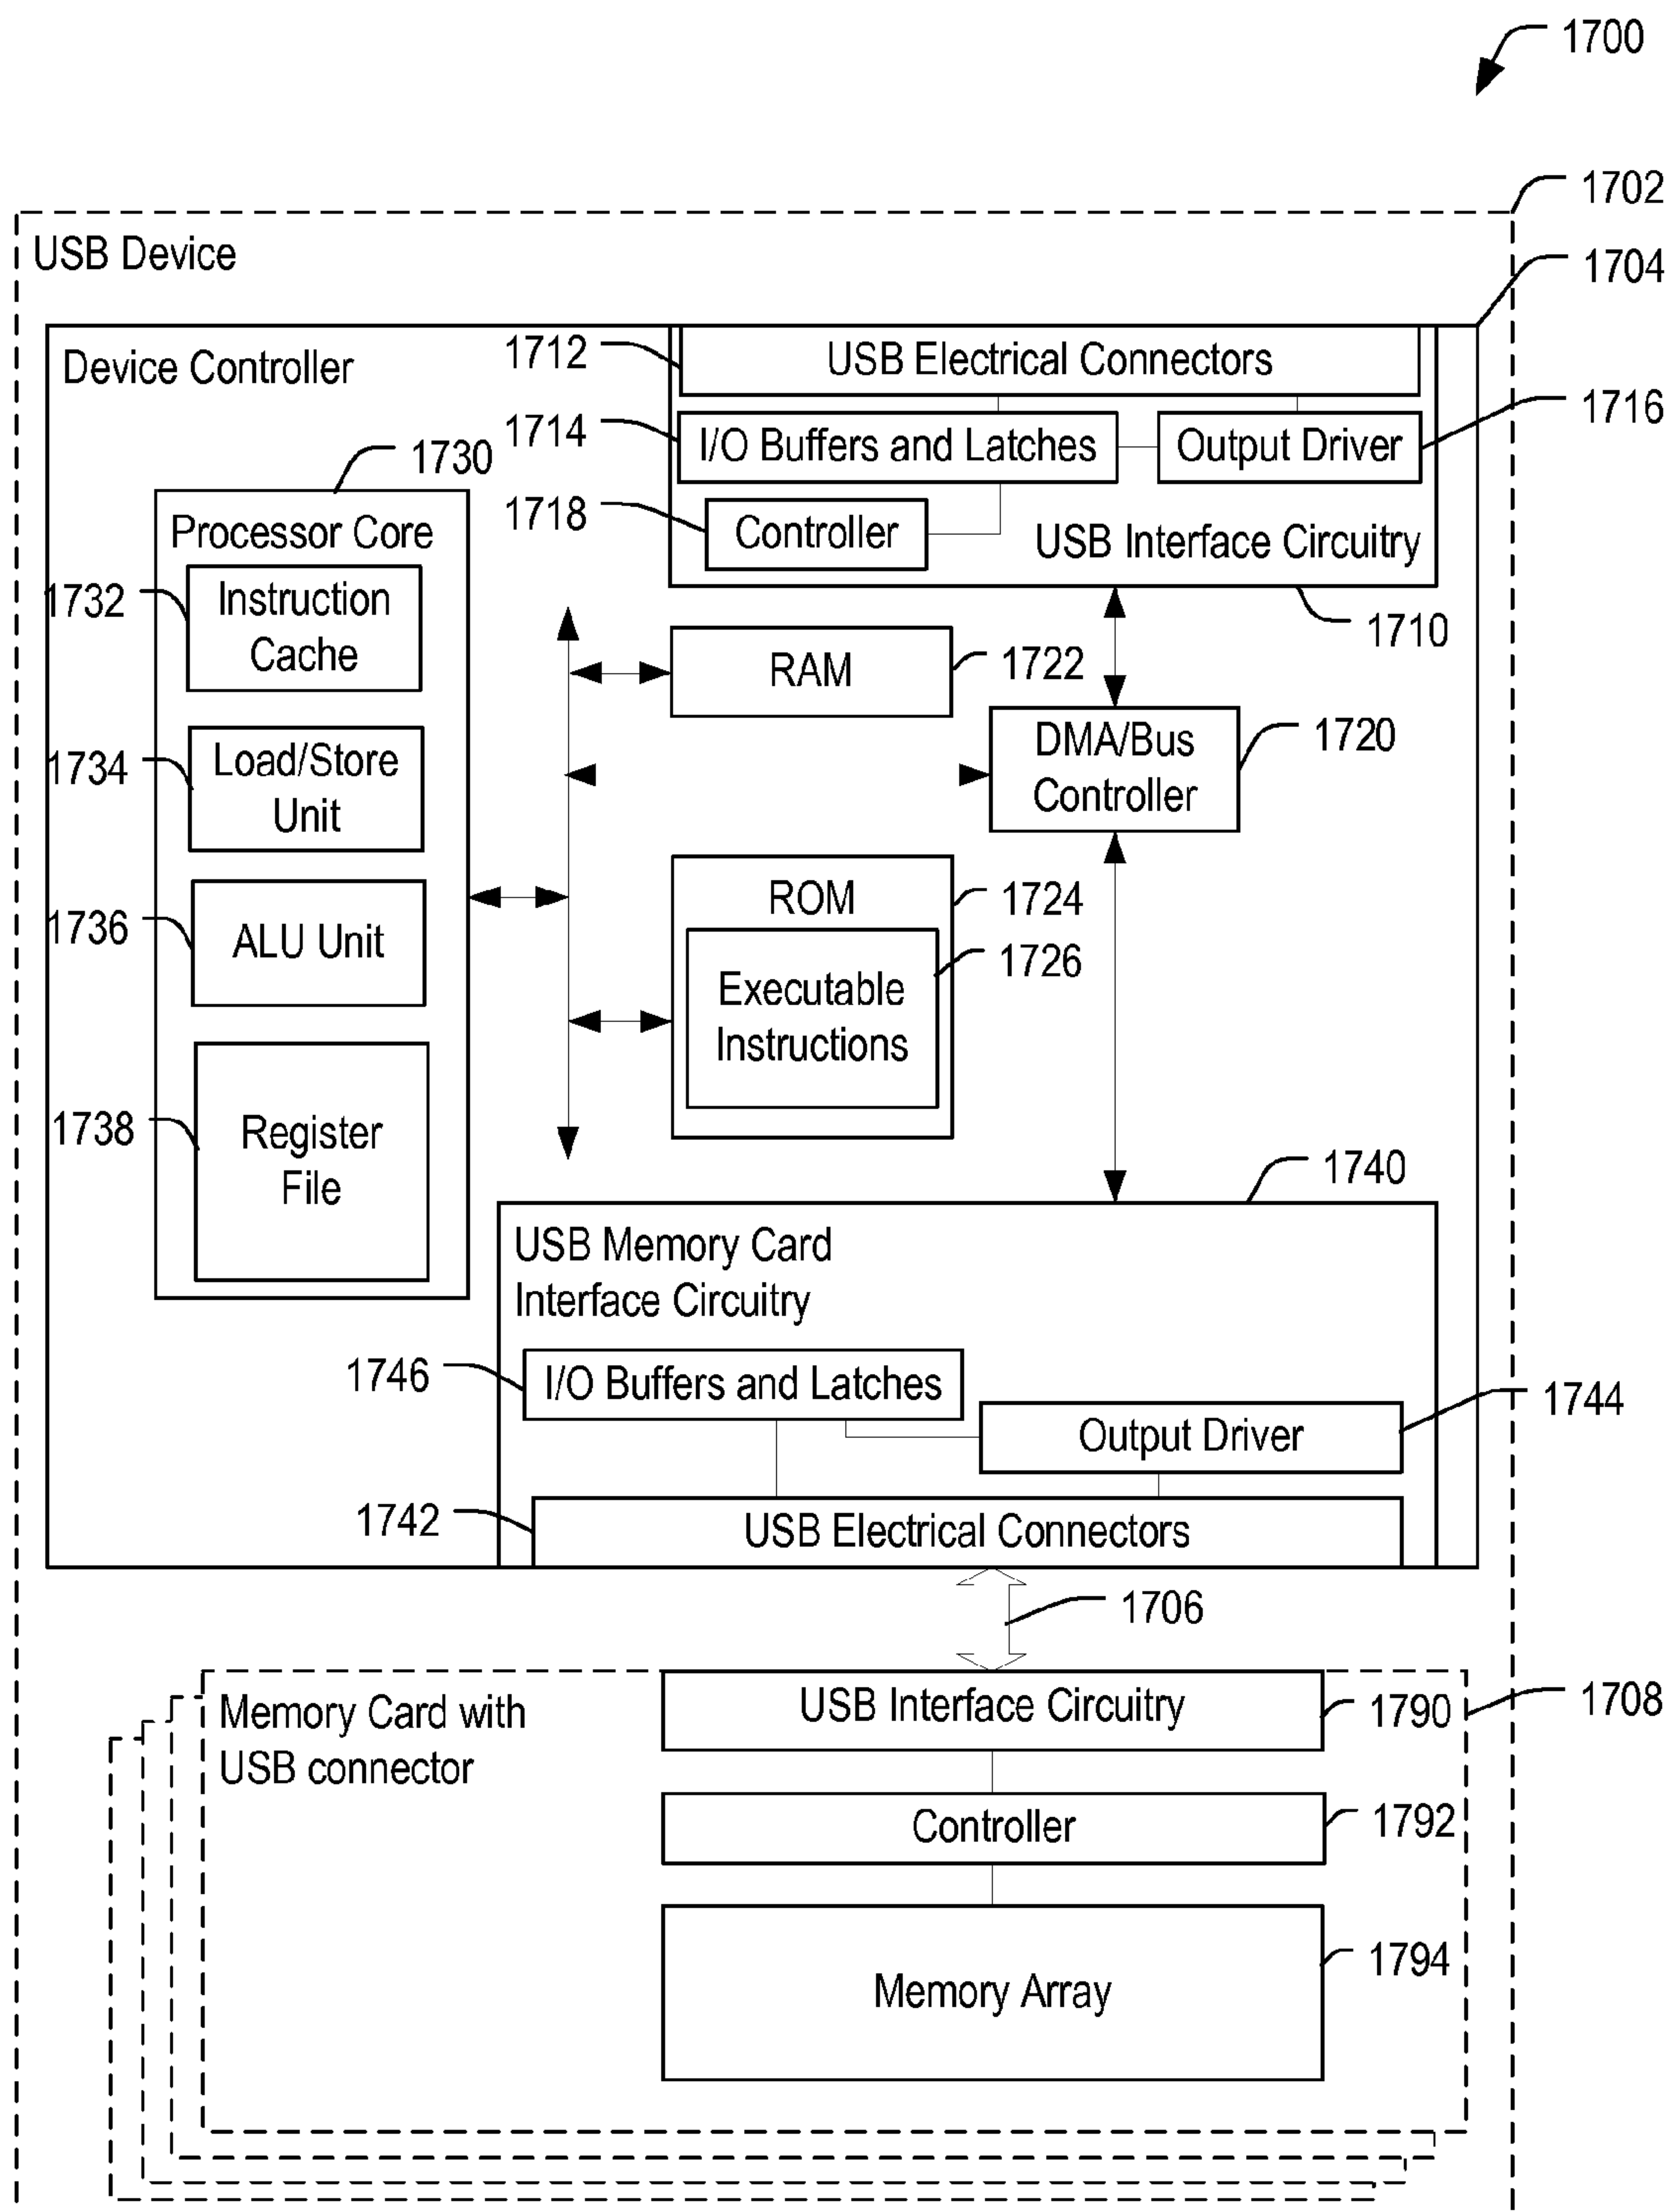 1700
1702
USB Device
1704
Device Controller
1712
USB Electrical Connectors
1714
I/O Buffers and Latches
Output Driver
1716
1718
Controller
USB Interface Circuitry
1710
1730
Processor Core
1732
Instruction
Cache
1734
Load/Store
Unit
1736
ALU Unit
1738
Register
File
RAM
1722
DMA/Bus
Controller
1720
ROM
1724
Executable
Instructions
1726
1740
USB Memory Card
Interface Circuitry
1746
I/O Buffers and Latches
Output Driver
1744
1742
USB Electrical Connectors
1706
Memory Card with
USB connector
USB Interface Circuitry
1790
1708
Controller
1792
Memory Array
1794